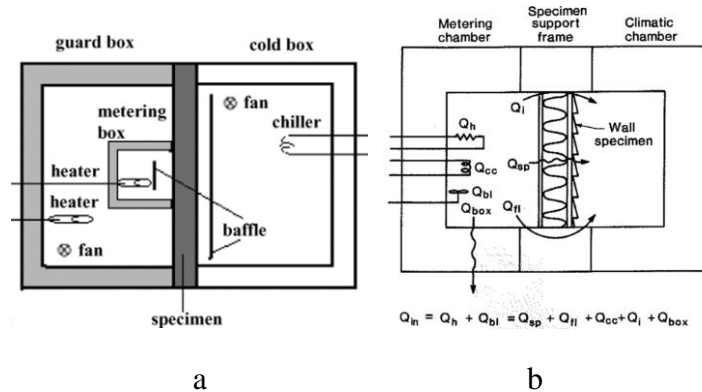 guard box
cold box
metering
box
heater
heater
fan
fan
chiller
baffle
specimen
a
Metering
chamber
Specimen
support
frame
Climatic
chamber
Qi
Qh
Wall
specimen
Qcc
Qsp
Qbl
Qbox
Qfl
Qin = Qh + Qbl = Qsp + Qfl + Qcc + Qi + Qbox
b